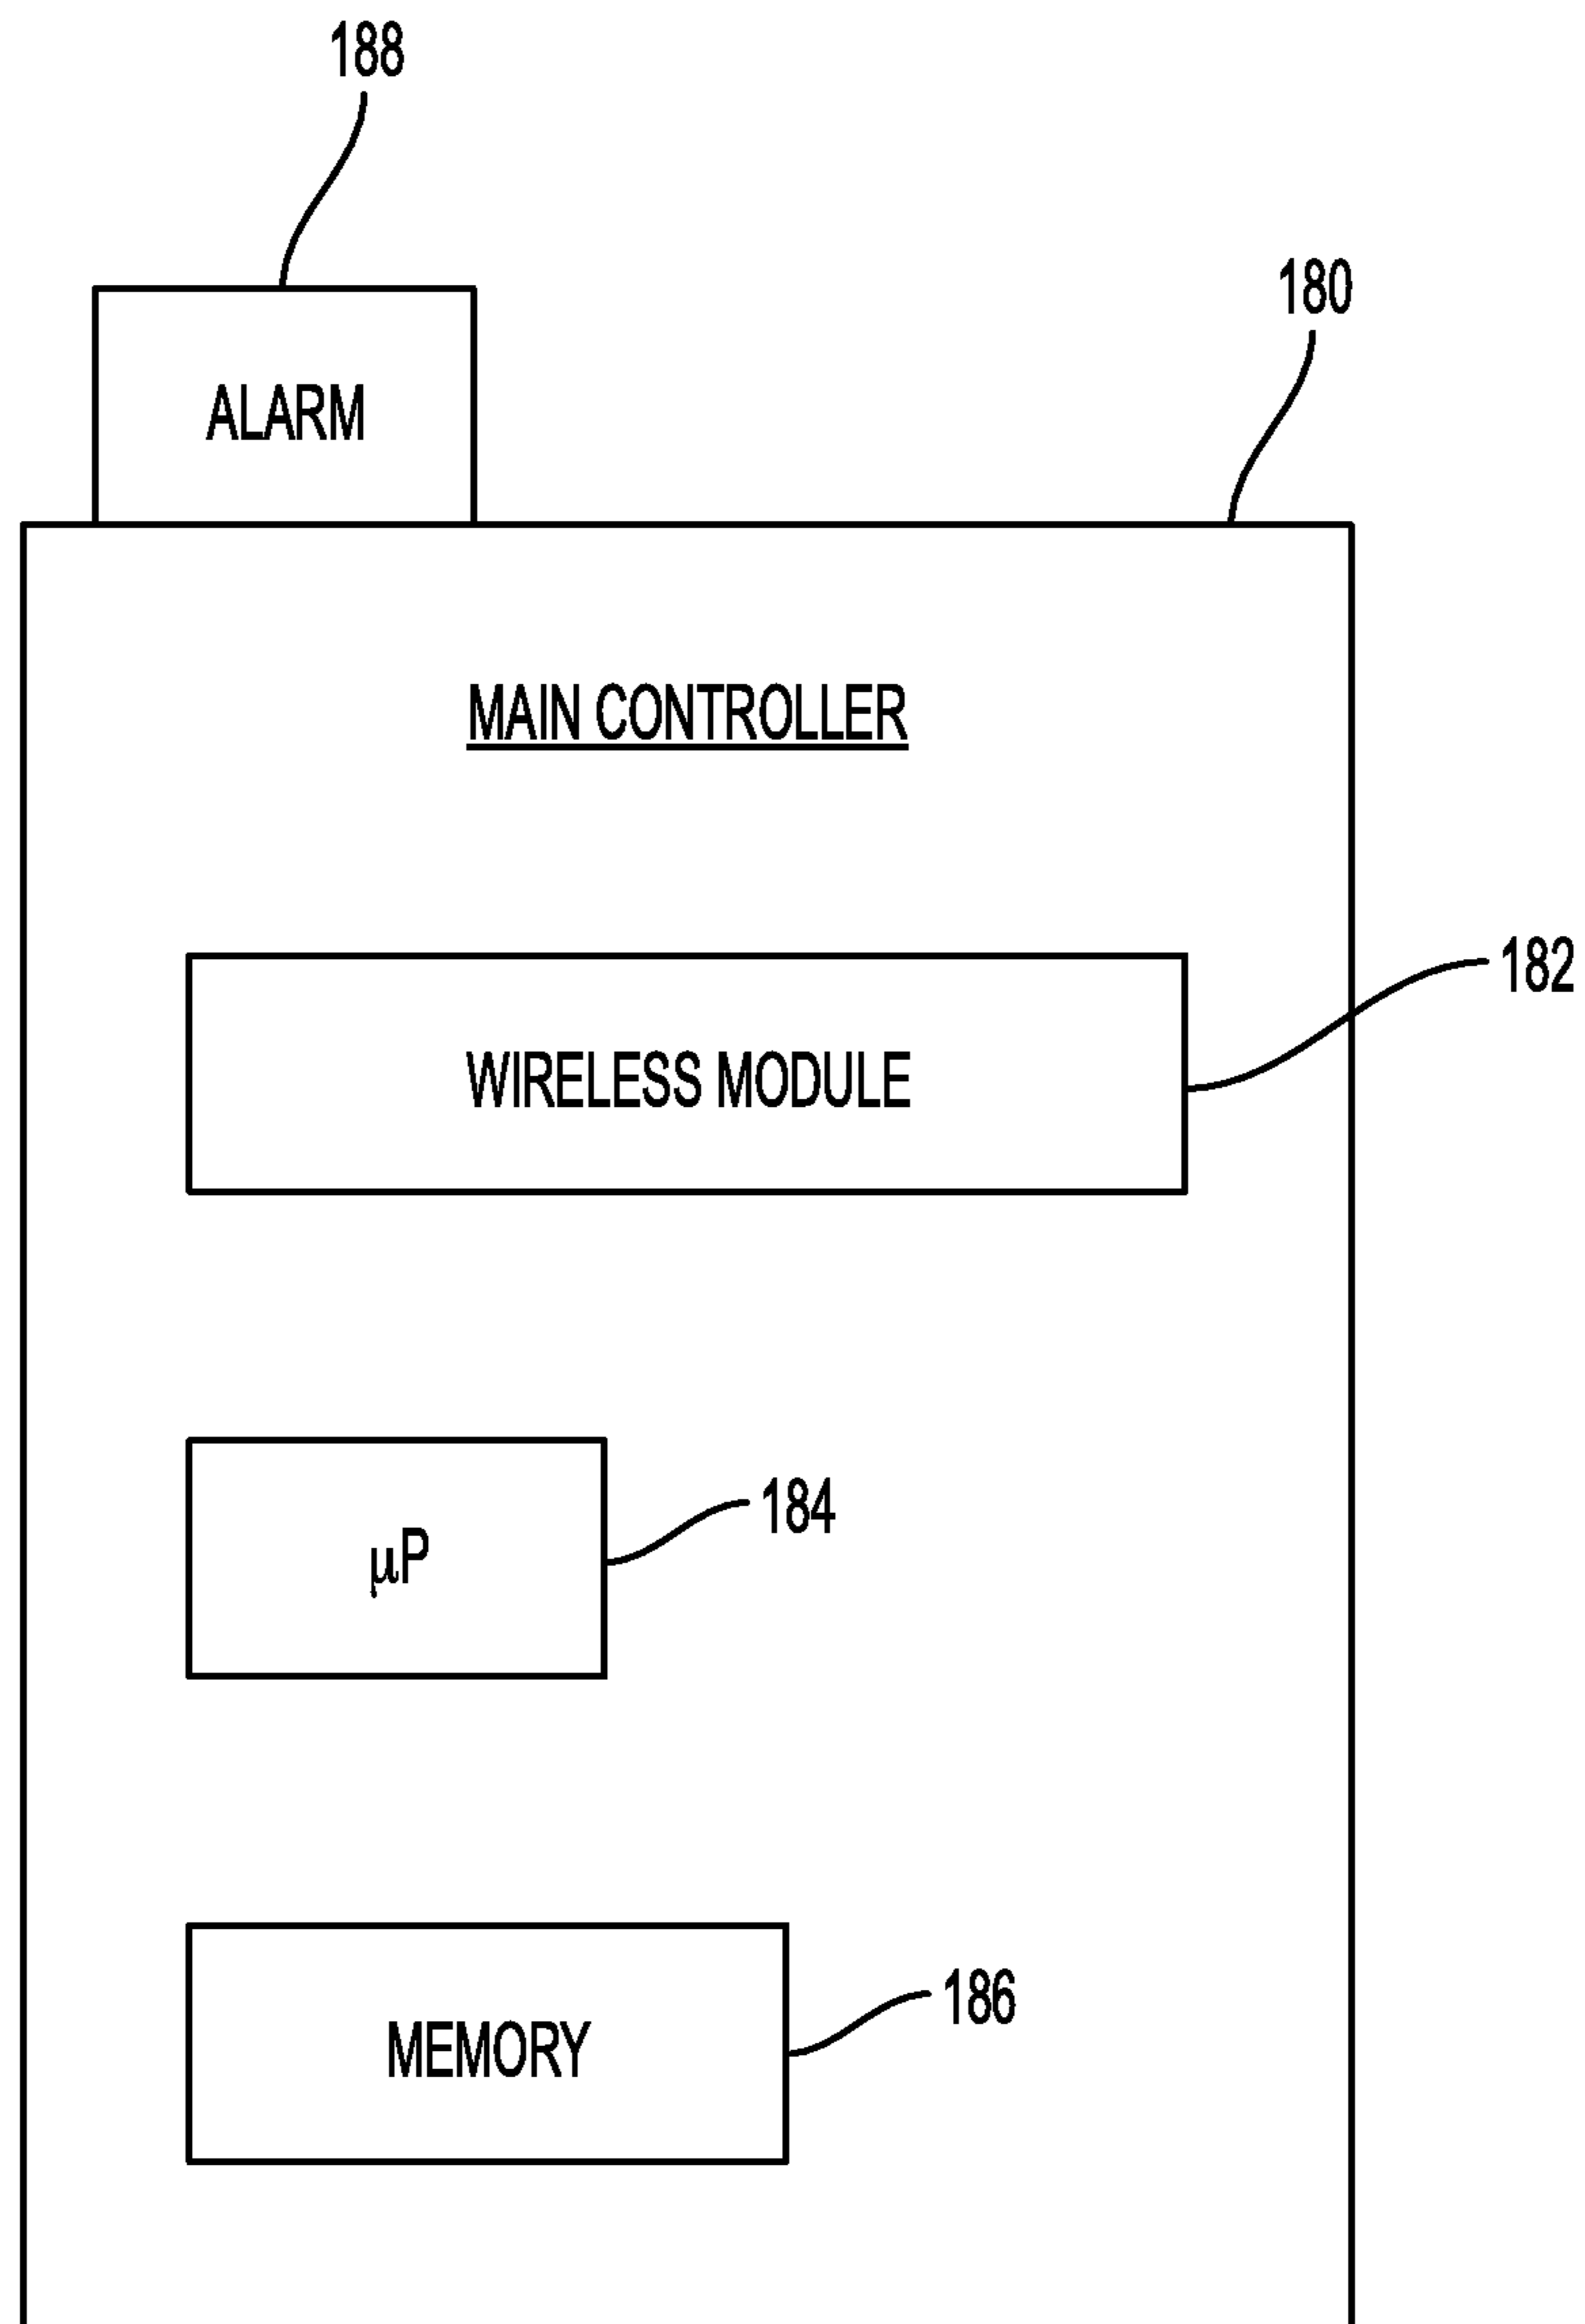 188
180
ALARM
MAIN CONTROLLER
182
WIRELESS MODULE
184
µP
186
MEMORY